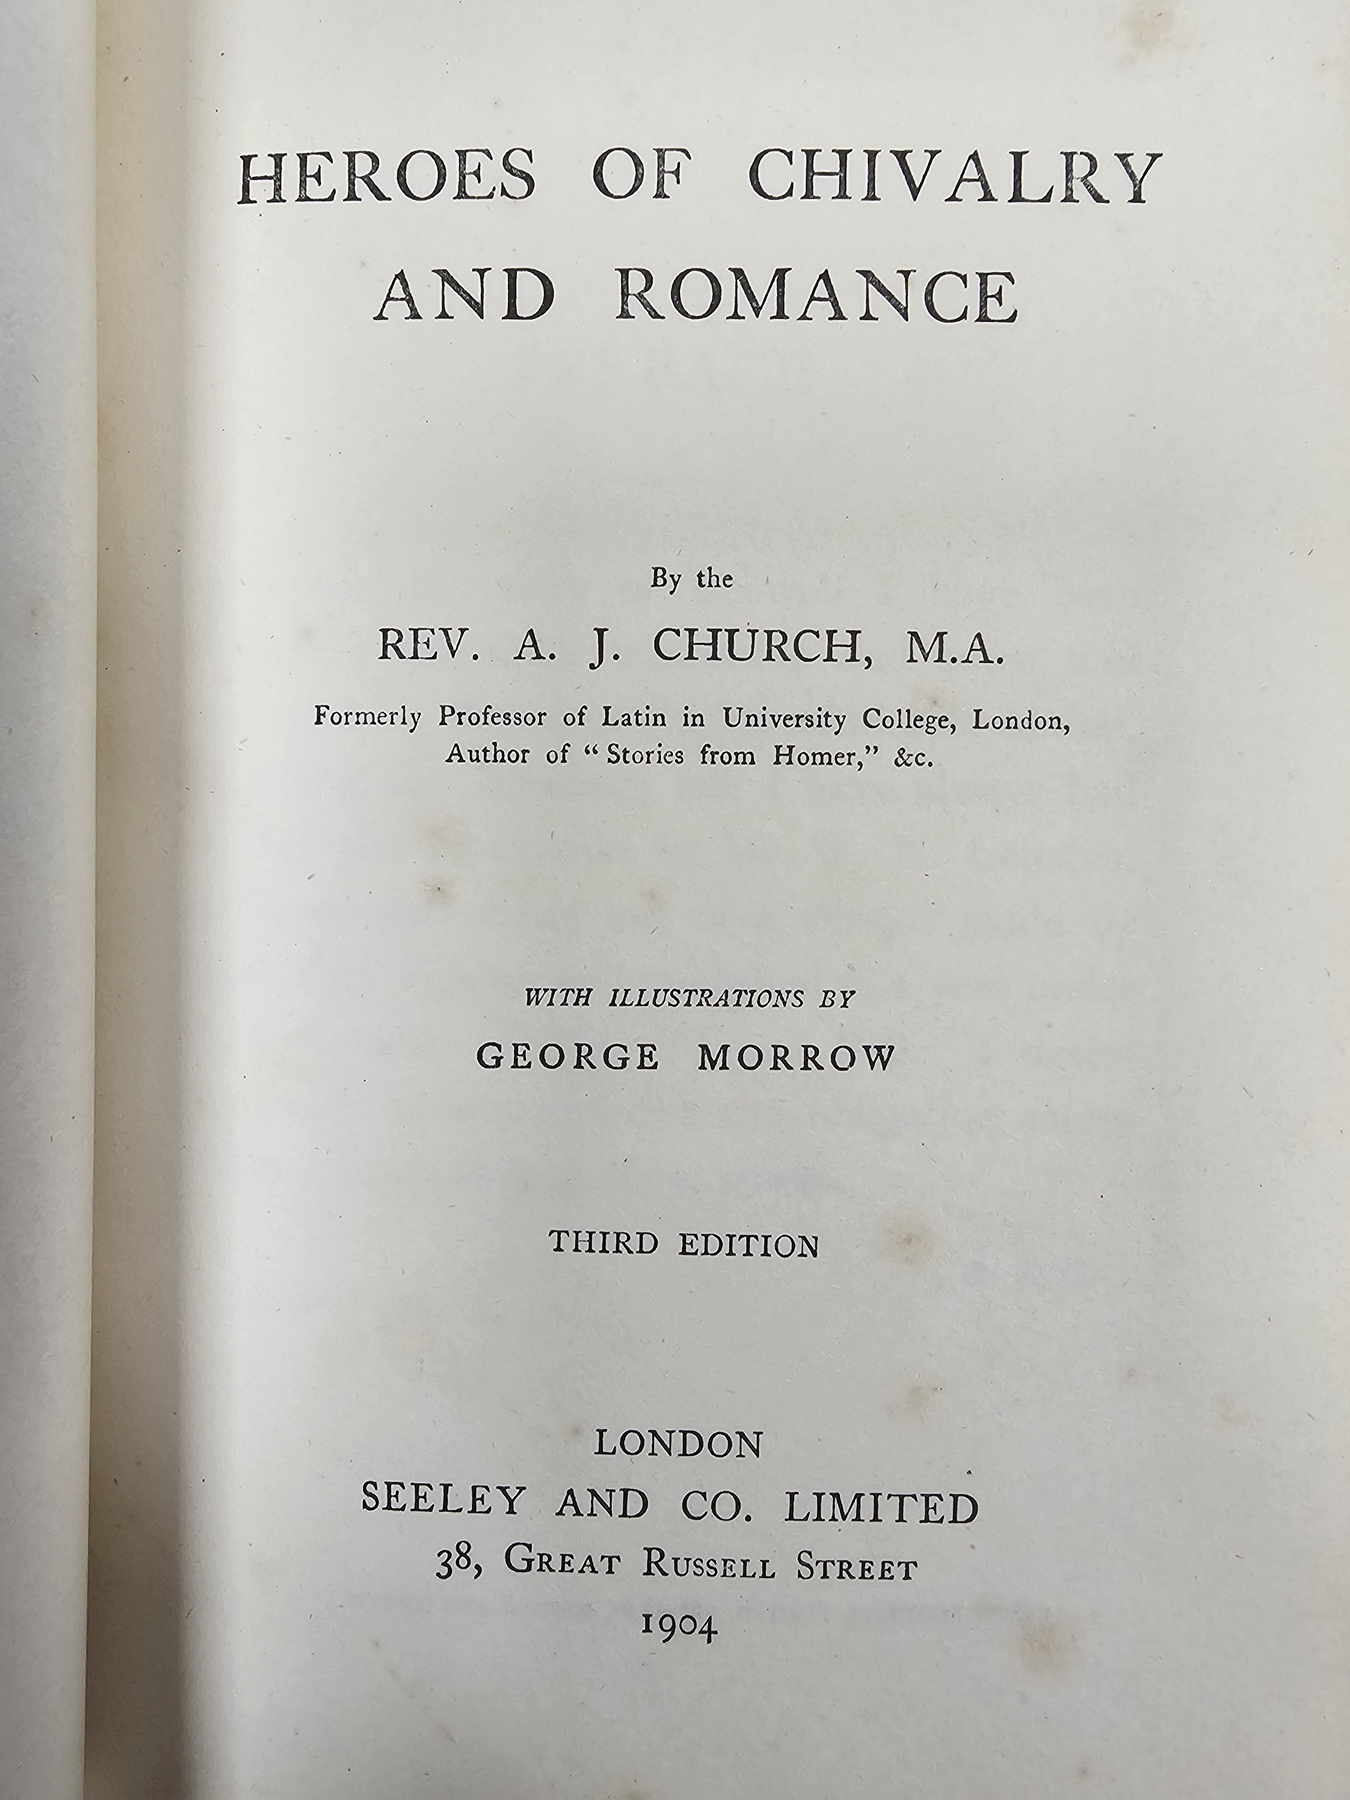 HEROES OF CHIVALRY
AND ROMANCE
By the
REV. A. J. CHURCH, M.A.
Formerly Professor of Latin in University College, London,
Author of “Stories from Homer,” &c.
WITH ILLUSTRATIONS BY
GEORGE MORROW
THIRD EDITION
LONDON
SEELEY AND CO. LIMITED
38, GREAT RUSSELL STREET
1904